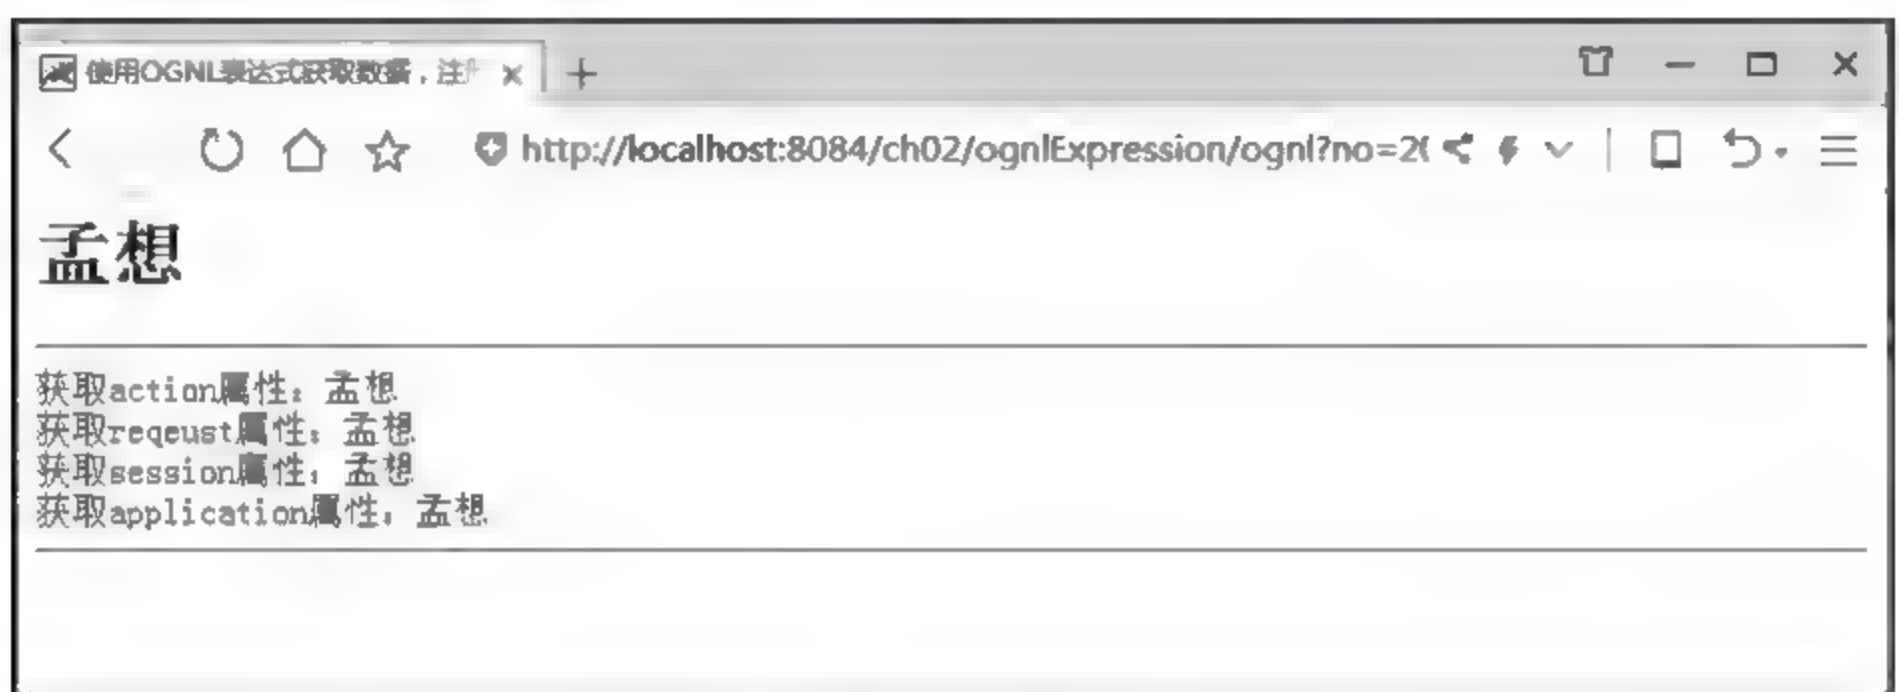 使用OGNL表达式获取数据，注
http://localhost:8084/ch02/ognlExpression/ognl?no=2
孟想
获取action属性：孟想
获取reqeust属性：孟想
获取session属性：孟想
获取application属性：孟想